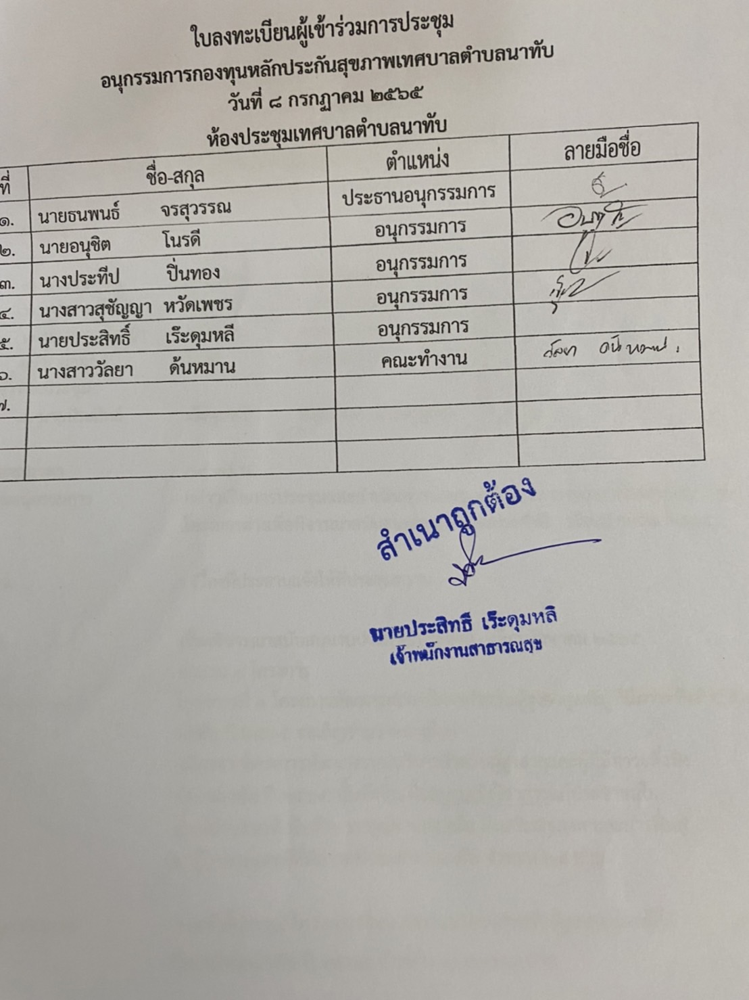 ใบลงทะเบียนผู้เข้าร่วมการประชุม
อนุกรรมการกองทุนหลักประกันสุขภาพเทศบาลตำบลนาทับ
วันที่ ๘ กรกฎาคม ๒๕๖๕
ห้องประชุมเทศบาลตำบลนาทับ
ที่ ชื่อ-สกุล ตำแหน่ง ลายมือชื่อ
๑. นายธนพนธ์ จรสุวรรณ ประธานอนุกรรมการ
๒. นายอนุชิต โนรดี อนุกรรมการ
๓. นางประทีป ปิ่นทอง อนุกรรมการ
๔. นางสาวสุชัญญา หวัดเพชร อนุกรรมการ
๕. นายประสิทธิ์ เร๊ะดุมหลี อนุกรรมการ
๖. นางสาววัลยา ด้นหมาน คณะทำงาน วัลยา ด้นหมาน
๗.
สำเนาถูกต้อง
นายประสิทธิ์ เร๊ะดุมหลี
เจ้าพนักงานสาธารณสุข